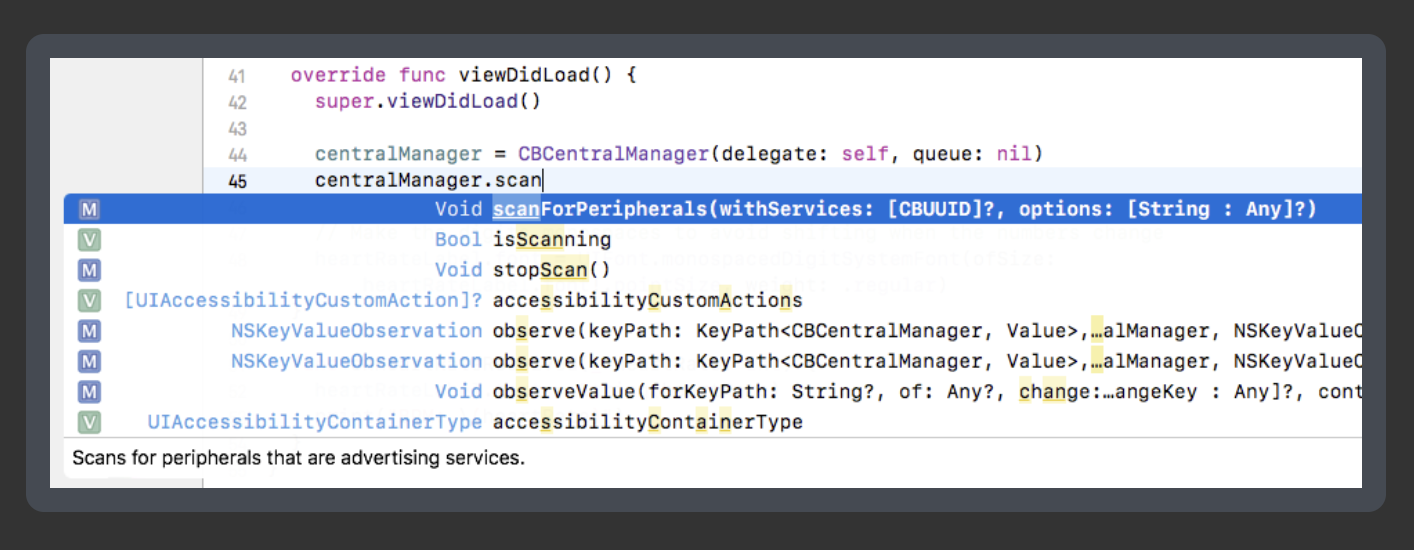 41 override func viewDidLoad() {
42 super.viewDidLoad()
43
44 centralManager = CBCentralManager(delegate: self, queue: nil)
45 centralManager.scan
M Void scanForPeripherals(withServices: [CBUUID]?, options: [String : Any]?)
V Bool isScanning
M Void stopScan()
V [UIAccessibilityCustomAction]? accessibilityCustomActions
M NSKeyValueObservation observe(keyPath: KeyPath<CBCentralManager, Value>,…alManager, NSKeyValueO
M NSKeyValueObservation observe(keyPath: KeyPath<CBCentralManager, Value>,…alManager, NSKeyValueO
M Void observeValue(forKeyPath: String?, of: Any?, change:…angeKey : Any]?, cont
V UIAccessibilityContainerType accessibilityContainerType
Scans for peripherals that are advertising services.